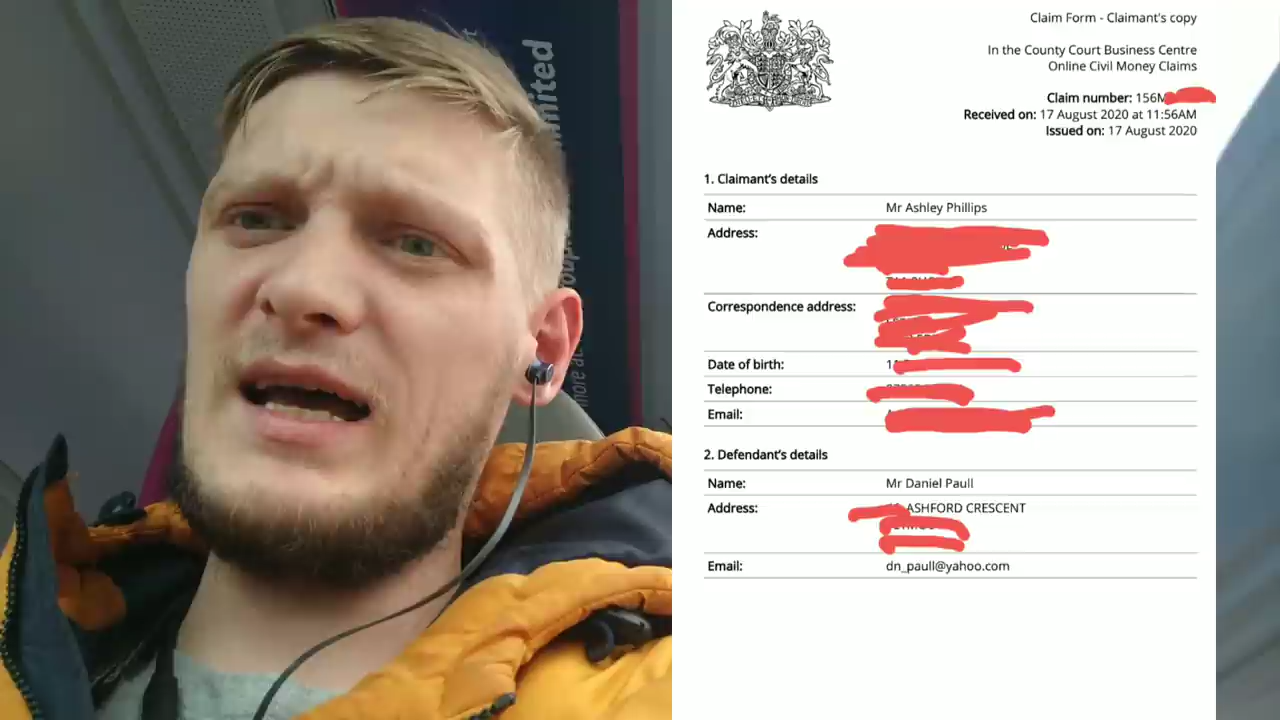 mited
Claim Form - Claimant's copy
In the County Court Business Centre
Online Civil Money Claims
Claim number: 156M
Received on: 17 August 2020 at 11:56AM
Issued on: 17 August 2020
1. Claimant's details
Name: Mr Ashley Phillips
Address:
Correspondence address:
Date of birth:
Telephone:
Email:
2. Defendant's details
Name: Mr Daniel Paull
Address: ASHFORD CRESCENT
Email: dn_paull@yahoo.com